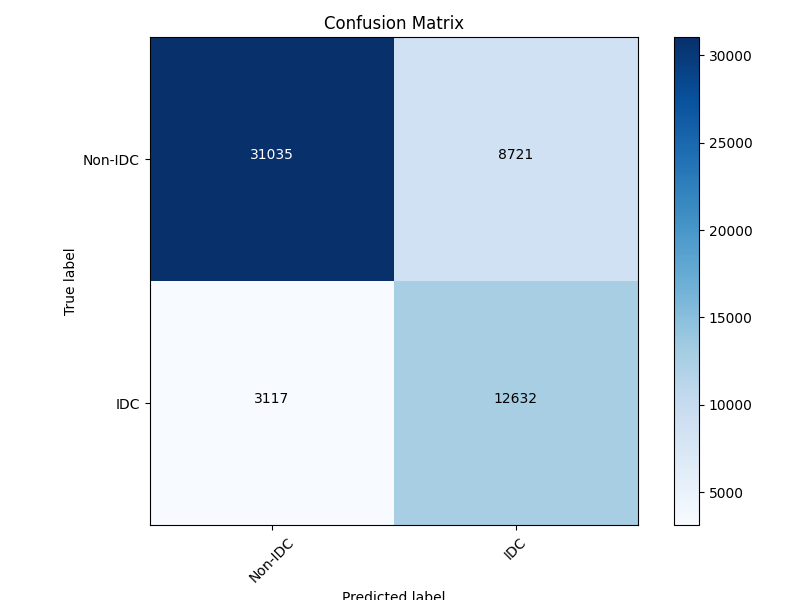 Confusion Matrix
Non-IDC
31035
8721
IDC
3117
12632
True label
Non-IDC
IDC
Predicted label
30000
25000
20000
15000
10000
5000